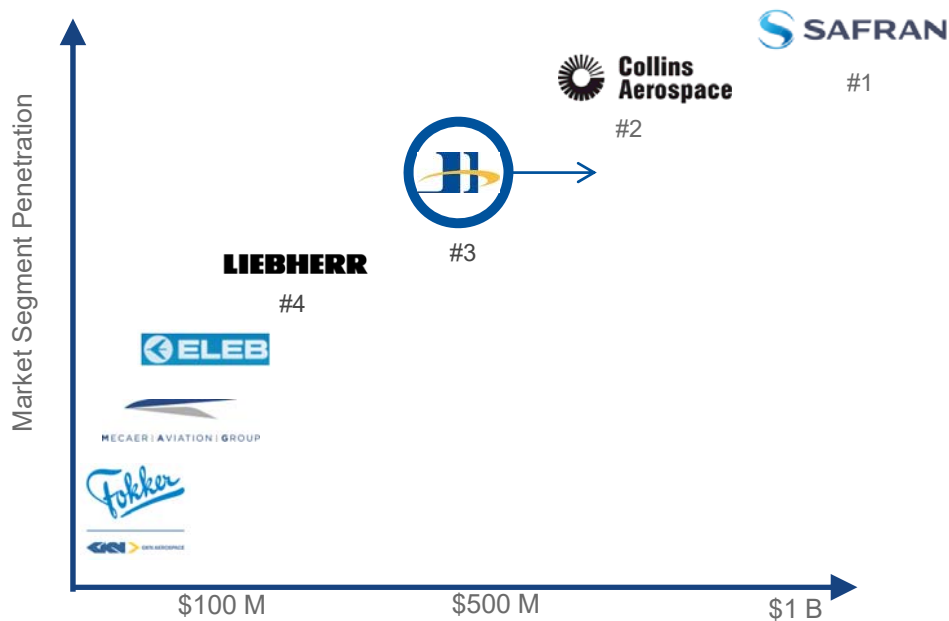 SAFRAN
#1
Collins
Aerospace
#2
#3
LIEBHERR
#4
ELEB
MECAER | AVIATION | GROUP
Fokker
GKN
GKN AEROSPACE
Market Segment Penetration
$100 M
$500 M
$1 B